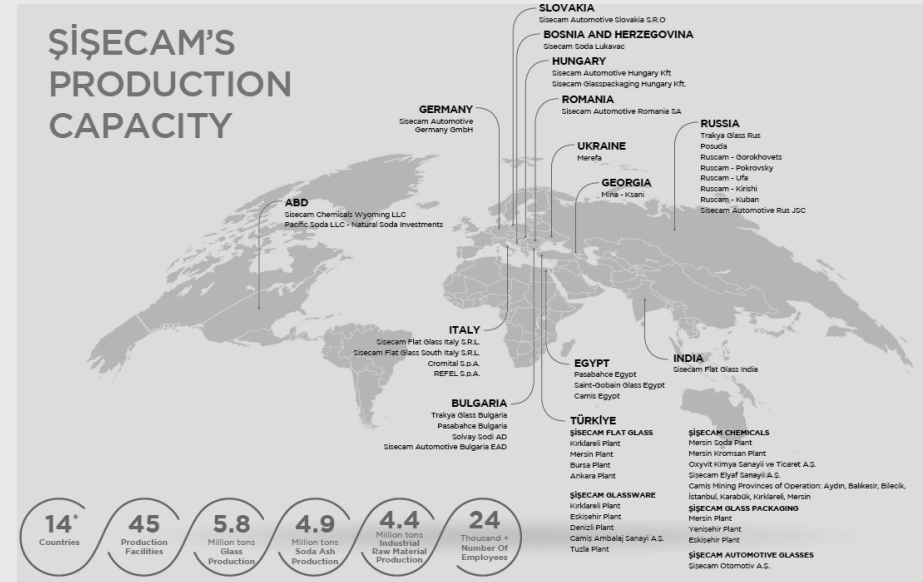 ŞİŞECAM'S
PRODUCTION
CAPACITY
SLOVAKIA
Sisecam Automotive Slovakia S.R.O
BOSNIA AND HERZEGOVINA
Sisecam Soda Lukavac
HUNGARY
Sisecam Automotive Hungary Kft
Sisecam Glasspackaging Hungary Kft.
ROMANIA
Sisecam Automotive Romania SA
GERMANY
Sisecam Automotive
Germany GmbH
UKRAINE
Merefa
GEORGIA
Mina - Ksani
RUSSIA
Trakya Glass Rus
Posuda
Ruscam - Gorokhovets
Ruscam - Pokrovsky
Ruscam - Ufa
Ruscam - Kirishi
Ruscam - Kuban
Sisecam Automotive Rus JSC
ABD
Sisecam Chemicals Wyoming LLC
Pacific Soda LLC - Natural Soda Investments
ITALY
Sisecam Flat Glass Italy S.R.L.
Sisecam Flat Glass South Italy S.R.L.
Cromital S.p.A.
REFEL S.p.A.
EGYPT
Pasabahce Egypt
Saint-Gobain Glass Egypt
Camis Egypt
INDIA
Sisecam Flat Glass India
BULGARIA
Trakya Glass Bulgaria
Pasabahce Bulgaria
Solvay Sodi AD
Sisecam Automotive Bulgaria EAD
TÜRKİYE
ŞİSECAM FLAT GLASS
Kırklareli Plant
Mersin Plant
Bursa Plant
Ankara Plant
ŞİSECAM GLASSWARE
Kırklareli Plant
Eskişehir Plant
Denizli Plant
Camiş Ambalaj Sanayi A.S.
Tuzla Plant
ŞİŞECAM CHEMICALS
Mersin Soda Plant
Mersin Kromsan Plant
Oxyvit Kimya Sanayii ve Ticaret A.Ş.
Şişecam Elyaf Sanayii A.Ş.
Camiş Mining Provinces of Operation: Aydın, Balıkesir, Bilecik,
İstanbul, Karabük, Kırklareli, Mersin
ŞİŞECAM GLASS PACKAGING
Mersin Plant
Yenişehir Plant
Eskişehir Plant
ŞİŞECAM AUTOMOTIVE GLASSES
Şişecam Otomotiv A.Ş.
14*
Countries
45
Production
Facilities
5.8
Million tons
Glass
Production
4.9
Million tons
Soda Ash
Production
4.4
Million tons
Industrial
Raw Material
Production
24
Thousand +
Number Of
Employees